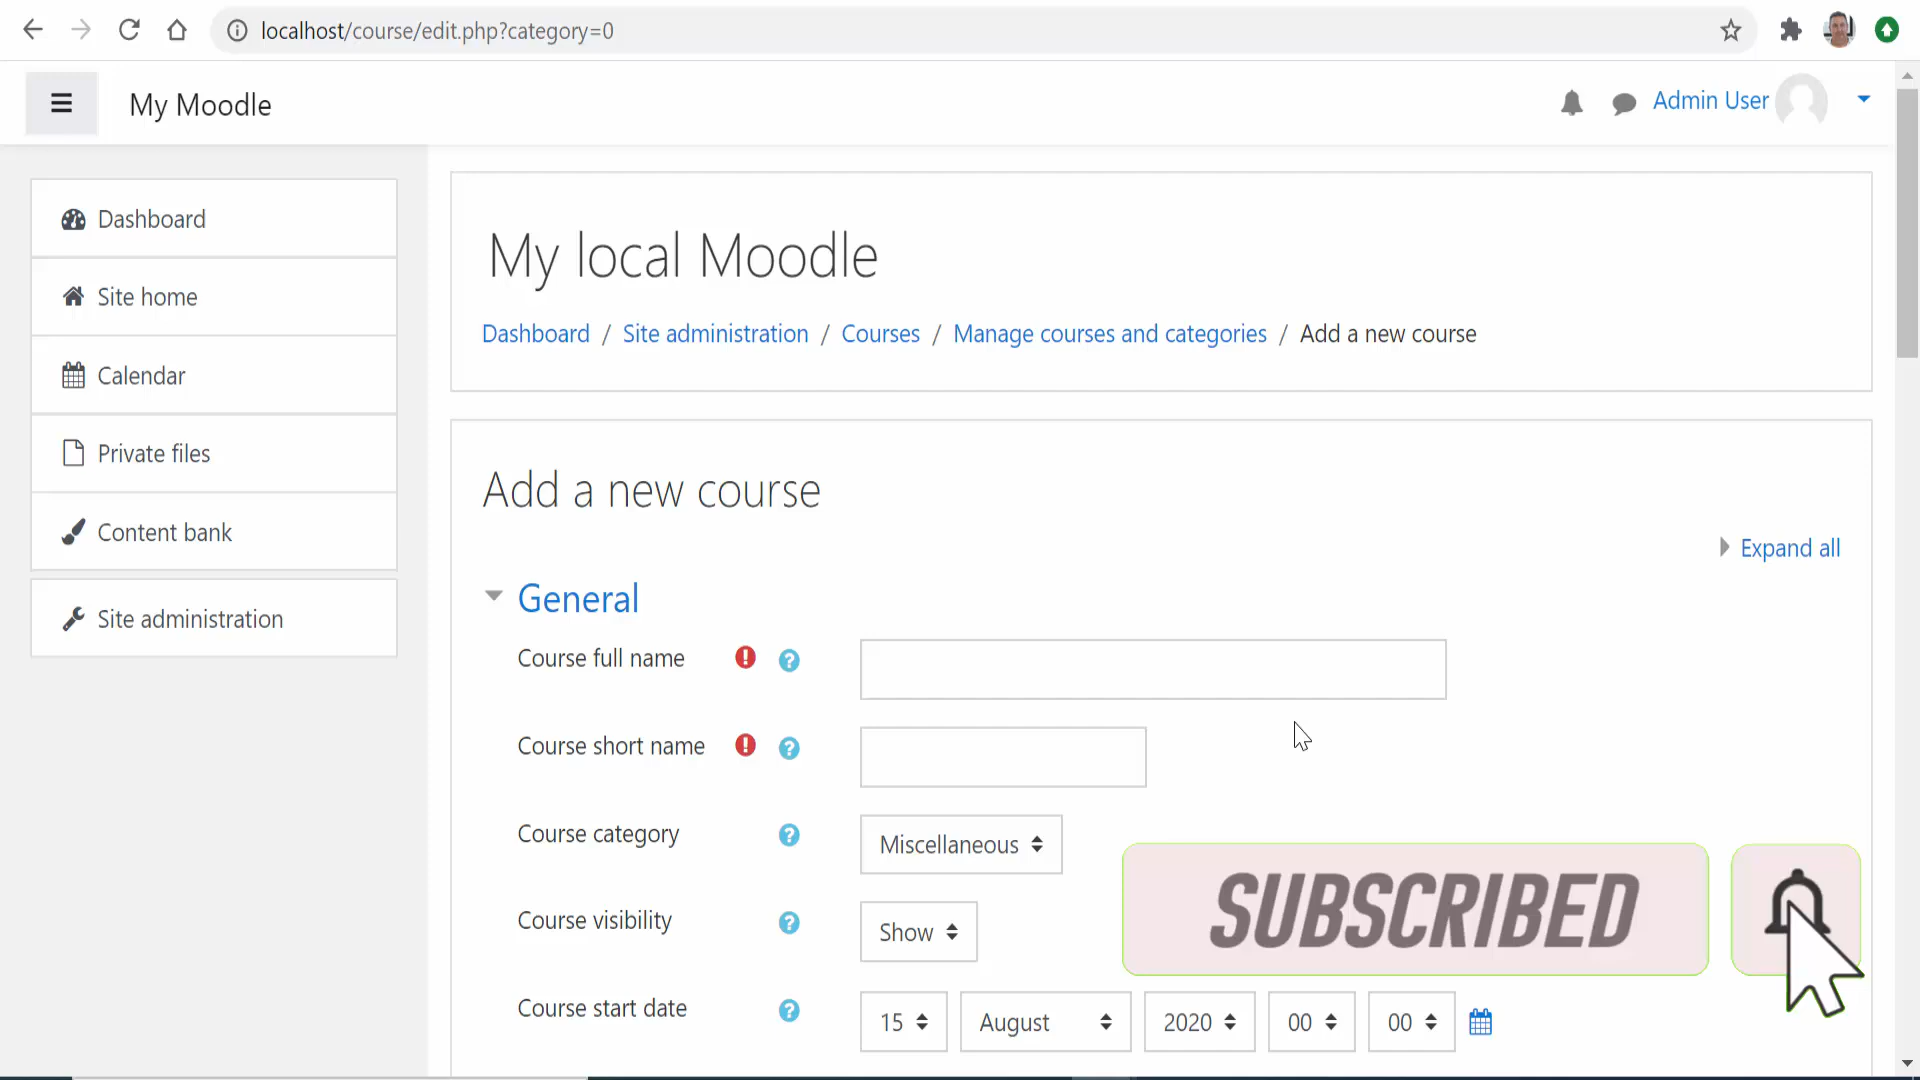 localhost/course/edit.php?category=0
My Moodle
Admin User
Dashboard
Site home
Calendar
Private files
Content bank
Site administration
My local Moodle
Dashboard / Site administration / Courses / Manage courses and categories / Add a new course
Add a new course
Expand all
General
Course full name
Course short name
Course category Miscellaneous
Course visibility Show
SUBSCRIBED
Course start date 15 August 2020 00 00